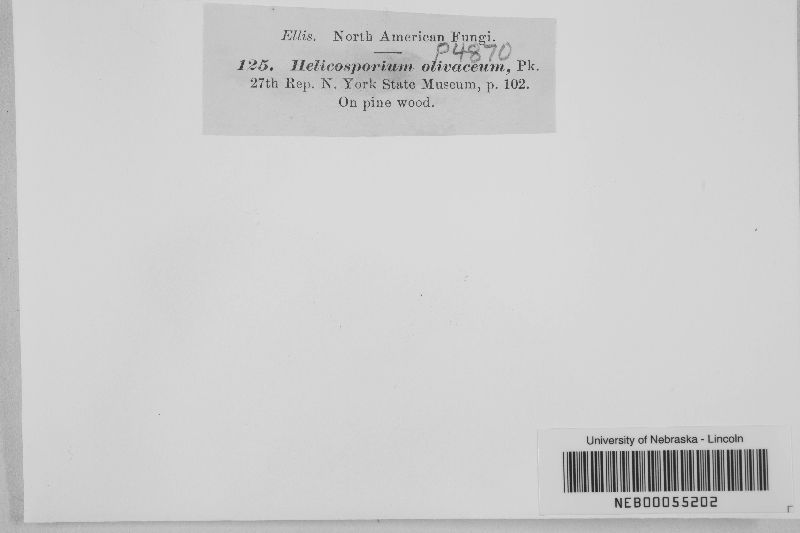 Ellis. North American Fungi.
P4870
125. Helicosporium olivaceum, Pk.
27th Rep. N. York State Museum, p. 102.
On pine wood.
University of Nebraska - Lincoln
NEB00055202